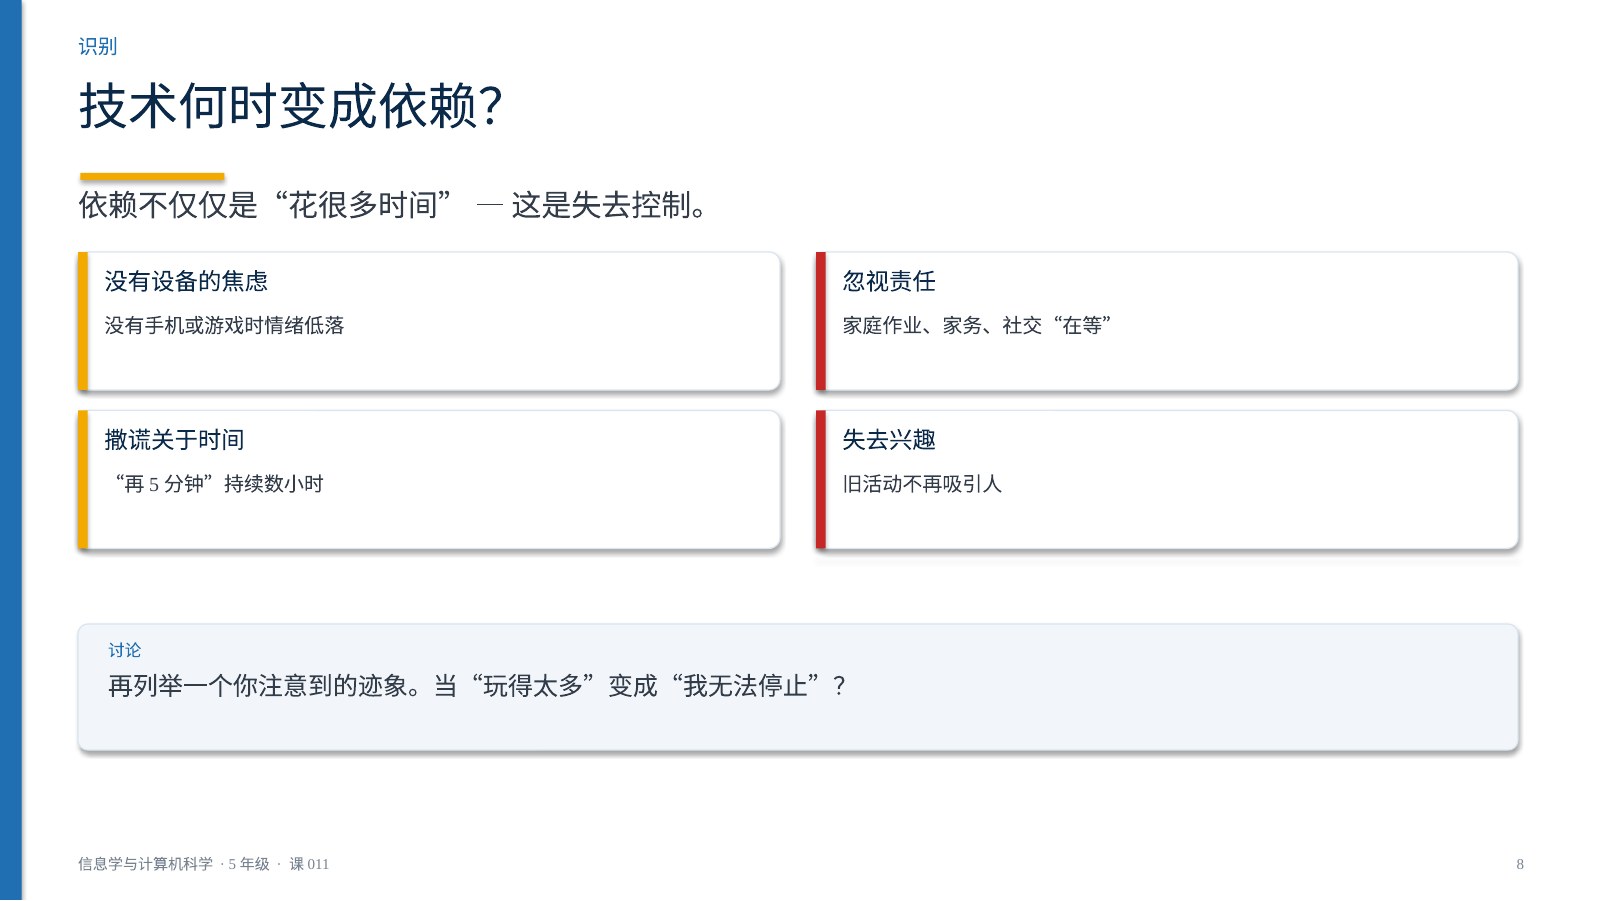 识别
技术何时变成依赖?
依赖不仅仅是“花很多时间” — 这是失去控制。
没有设备的焦虑
没有手机或游戏时情绪低落
忽视责任
家庭作业、家务、社交“在等”
撒谎关于时间
“再 5 分钟”持续数小时
失去兴趣
旧活动不再吸引人
讨论
再列举一个你注意到的迹象。当“玩得太多”变成“我无法停止”?
信息学与计算机科学 · 5 年级 · 课 011
8